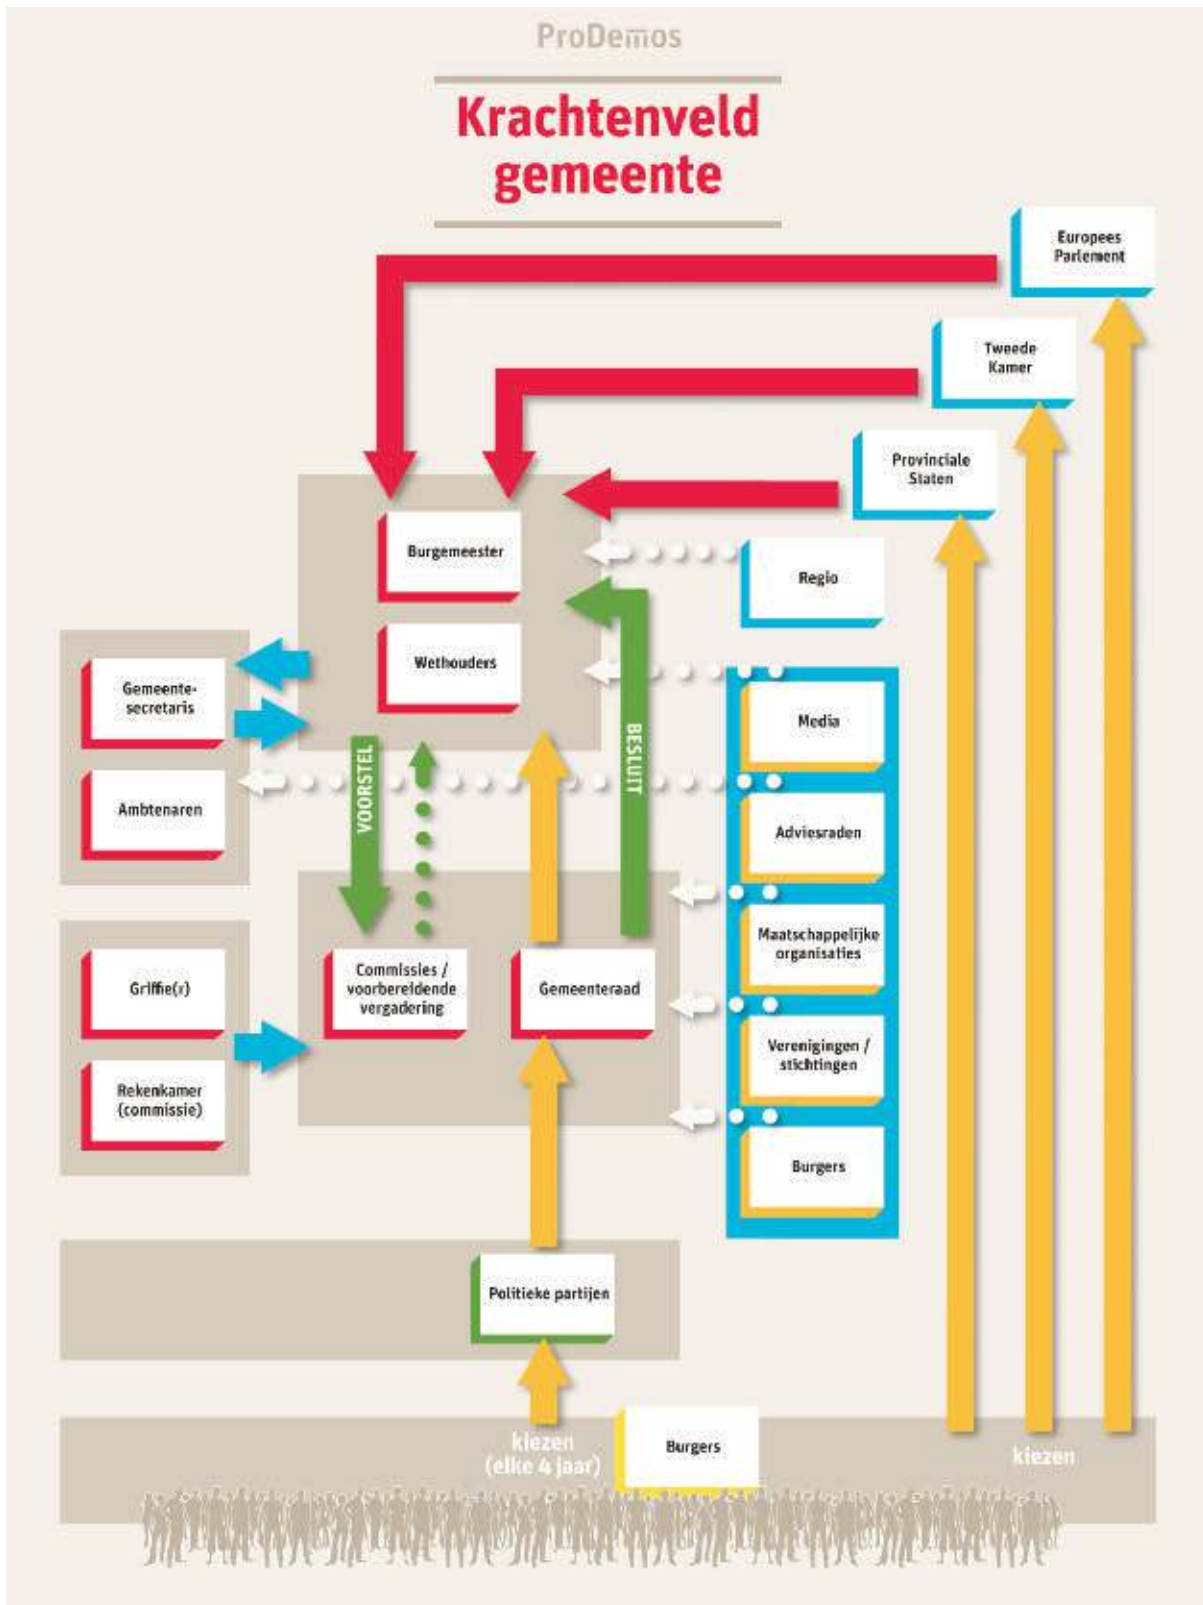 ProDemos
Krachtenveld
gemeente
Europees
Parlement
Tweede
Kamer
Provinciale
Staten
Burgemeester
Regio
Wethouders
Gemeente-
secretaris
Media
VOORSTEL
BESLUIT
Ambtenaren
Adviesraden
Maatschappelijke
organisaties
Commissies /
voorbereidende
vergadering
Gemeenteraad
Griffie(r)
Verenigingen /
stichtingen
Rekenkamer
(commissie)
Burgers
Politieke partijen
kiezen
(elke 4 jaar)
Burgers
kiezen